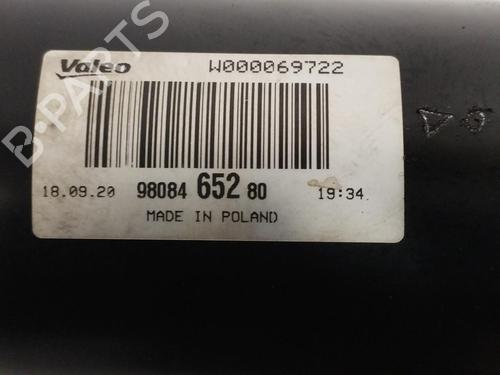 Valeo W000069722
18.09.20 98084 652 80 19:34
MADE IN POLAND
B-PARTS